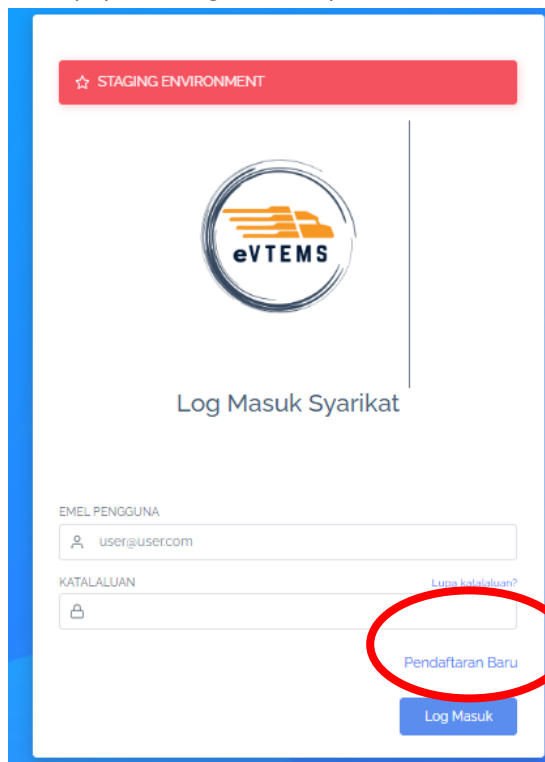 STAGING ENVIRONMENT
eVTEMS
Log Masuk Syarikat
EMEL PENGGUNA
user@user.com
KATALALUAN
Lupa katalaluan?
Pendaftaran Baru
Log Masuk